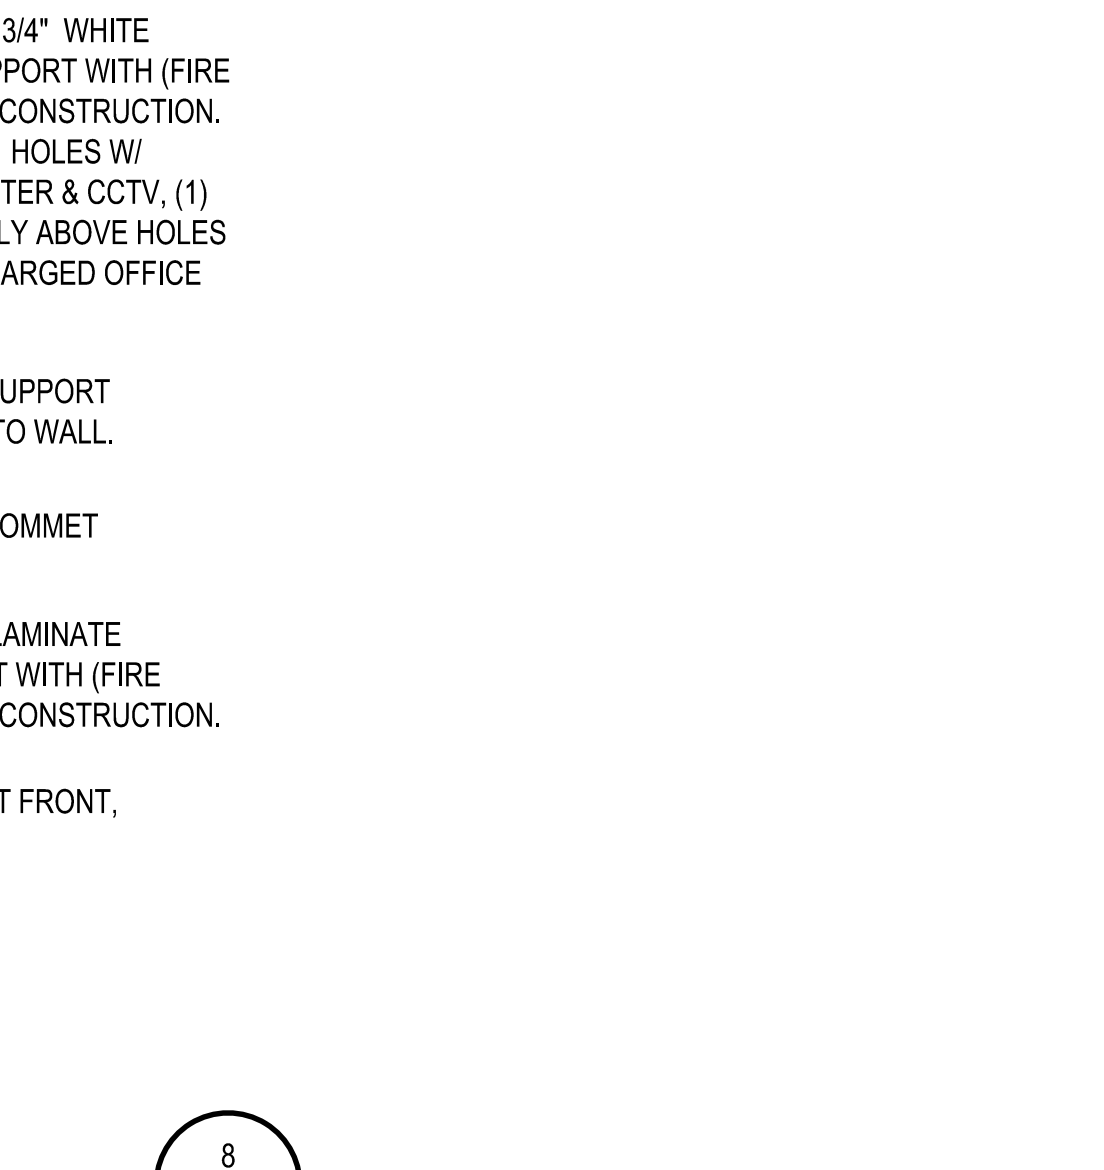 3/4" WHITE
PPORT WITH (FIRE
CONSTRUCTION.
HOLES W/
TER & CCTV, (1)
LY ABOVE HOLES
ARGED OFFICE
UPPORT
TO WALL.
OMMET
LAMINATE
T WITH (FIRE
CONSTRUCTION.
T FRONT,
8